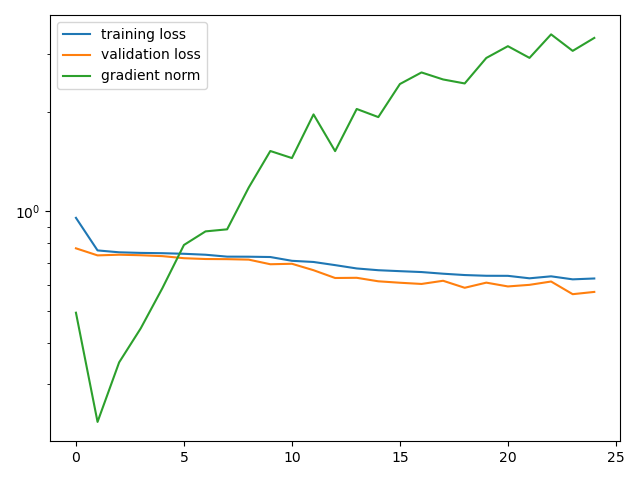 training loss
validation loss
gradient norm
10⁰
0 5 10 15 20 25